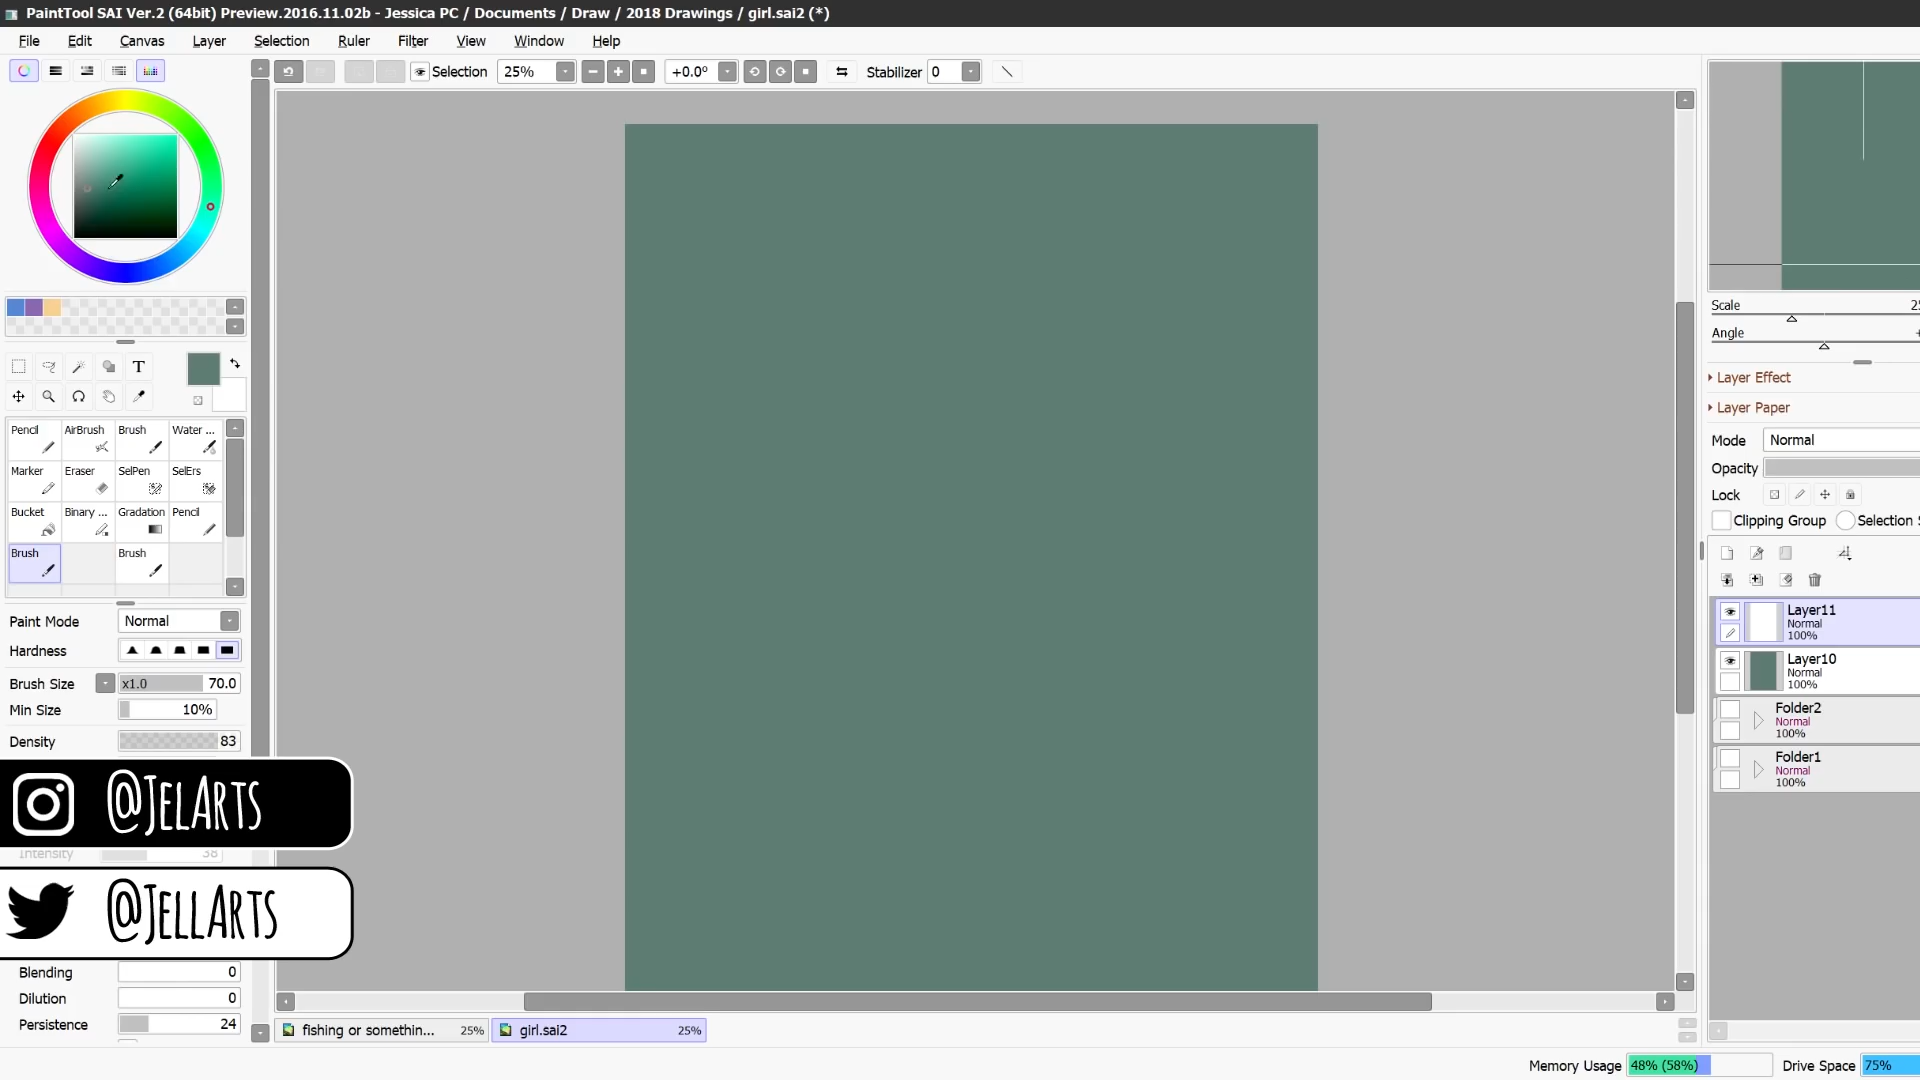 PaintTool SAI Ver.2 (64bit) Preview.2016.11.02b - Jessica PC / Documents / Draw / 2018 Drawings / girl.sai2 (*)
File Edit Canvas Layer Selection Ruler Filter View Window Help
Selection 25% +0.0º Stabilizer 0
Scale
Angle
Layer Effect
Layer Paper
Mode Normal
Opacity
Lock
Clipping Group Selection
T
Pencil AirBrush Brush Water ...
Marker Eraser SelPen SelErs
Bucket Binary ... Gradation Pencil
Brush Brush
Paint Mode Normal
Hardness
Brush Size x1.0 70.0
Min Size 10%
Density 83
@JelArts
Intensity 38
@JellArts
Blending 0
Dilution 0
Persistence 24
Layer11
Normal
100%
Layer10
Normal
100%
Folder2
Normal
100%
Folder1
Normal
100%
fishing or somethin... 25% girl.sai2 25%
Memory Usage 48% (58%) Drive Space 75%